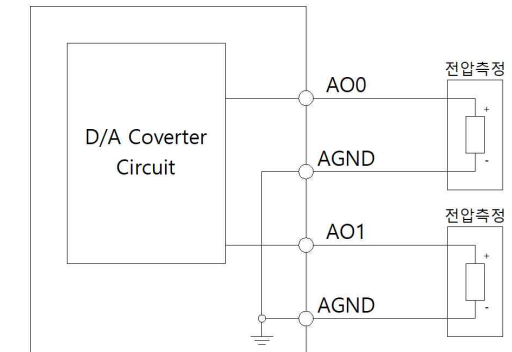 전압측정
AO0
+
D/A Coverter
Circuit
AGND
-
전압측정
AO1
+
AGND
-